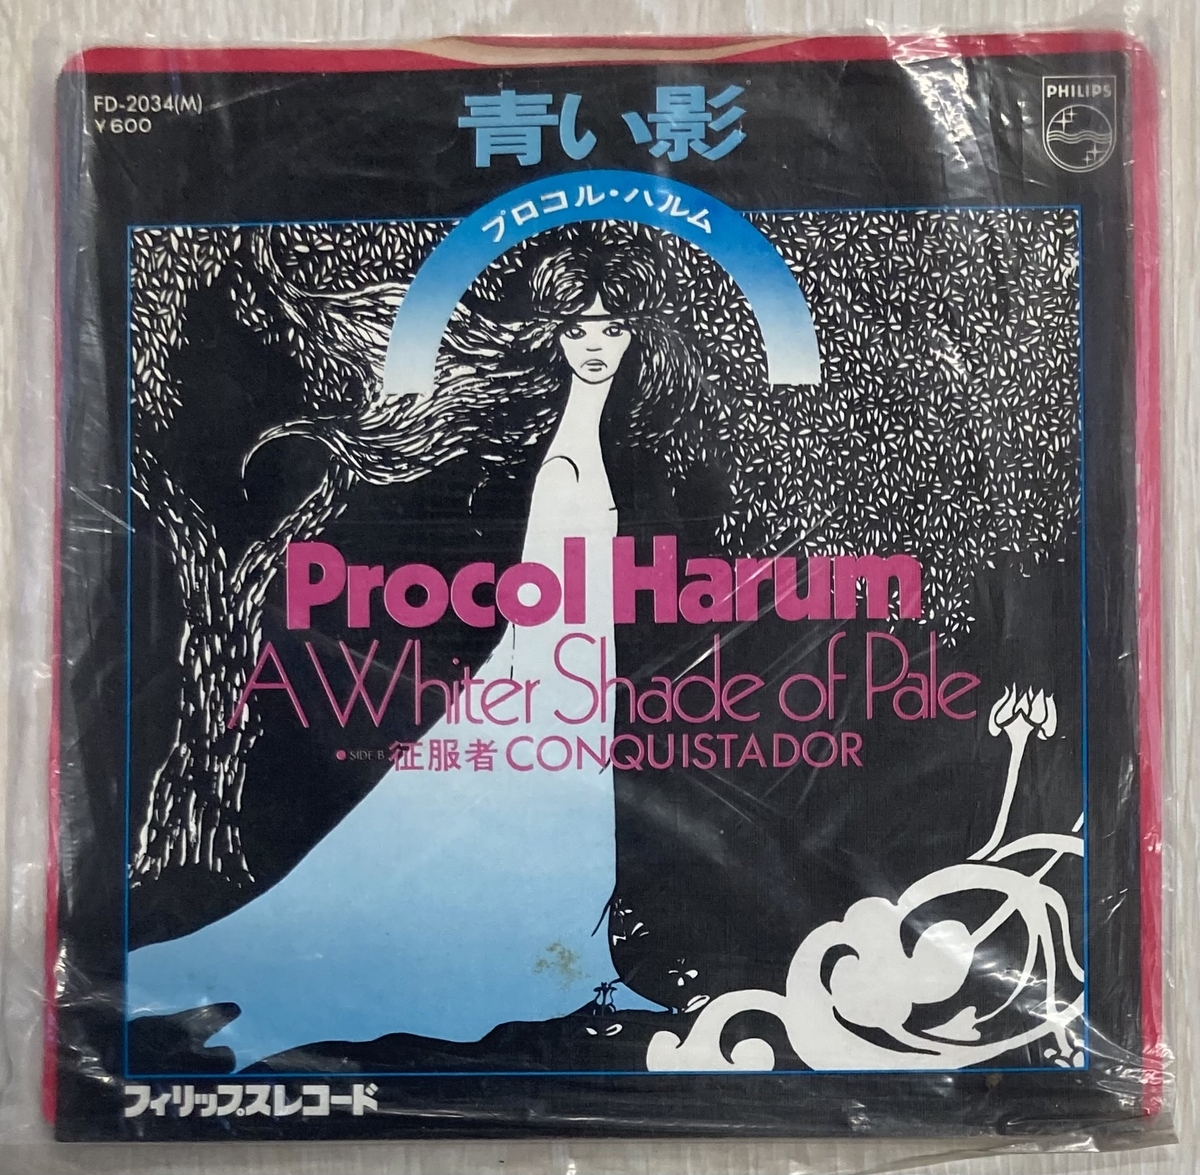 FD-2034(M)
¥600
青い影
PHILIPS
プロコル・ハルム
Procol Harum
A Whiter Shade of Pale
● SIDE B 征服者 CONQUISTADOR
フィリップスレコード